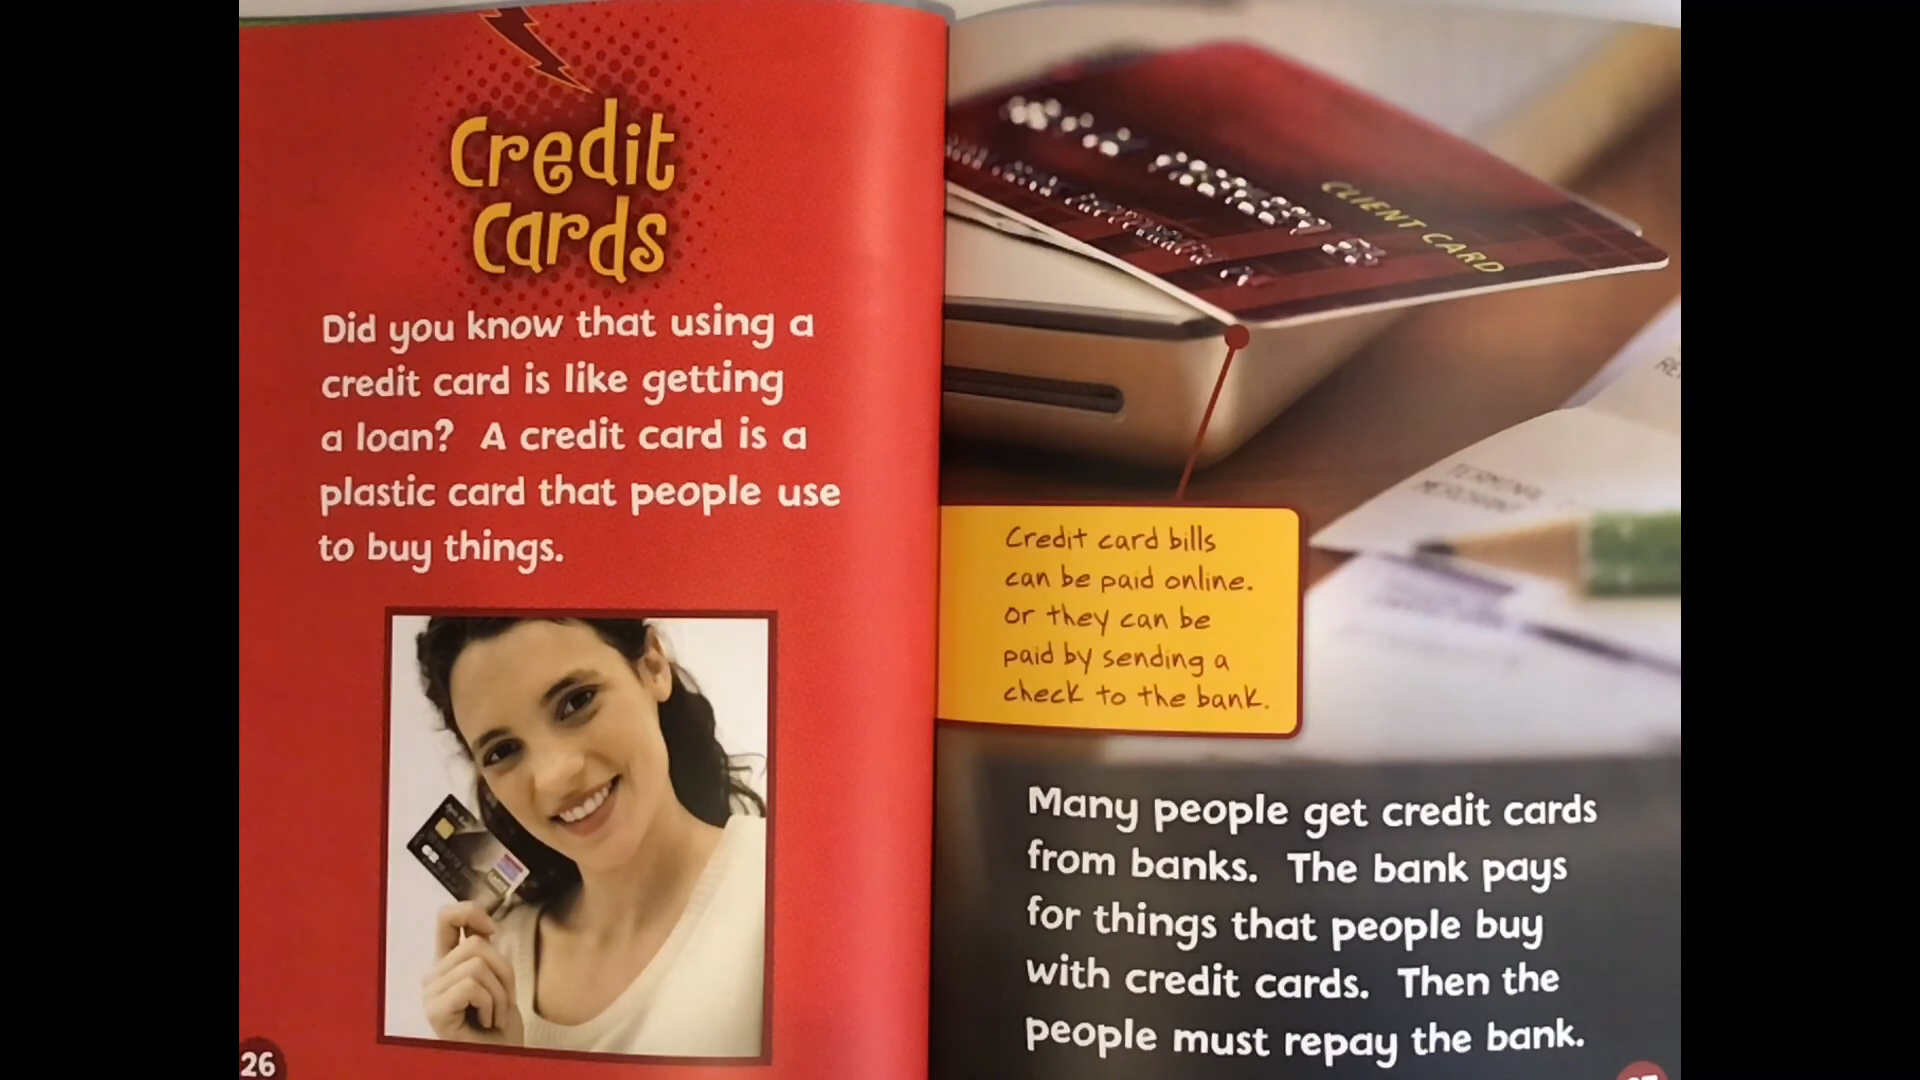 Credit
Cards
Did you know that using a
credit card is like getting
a loan? A credit card is a
plastic card that people use
to buy things.
26
CLIENT CARD
Credit card bills
can be paid online.
Or they can be
paid by sending a
check to the bank.
TERMINAL
MERCHANT
Many people get credit cards
from banks. The bank pays
for things that people buy
with credit cards. Then the
people must repay the bank.